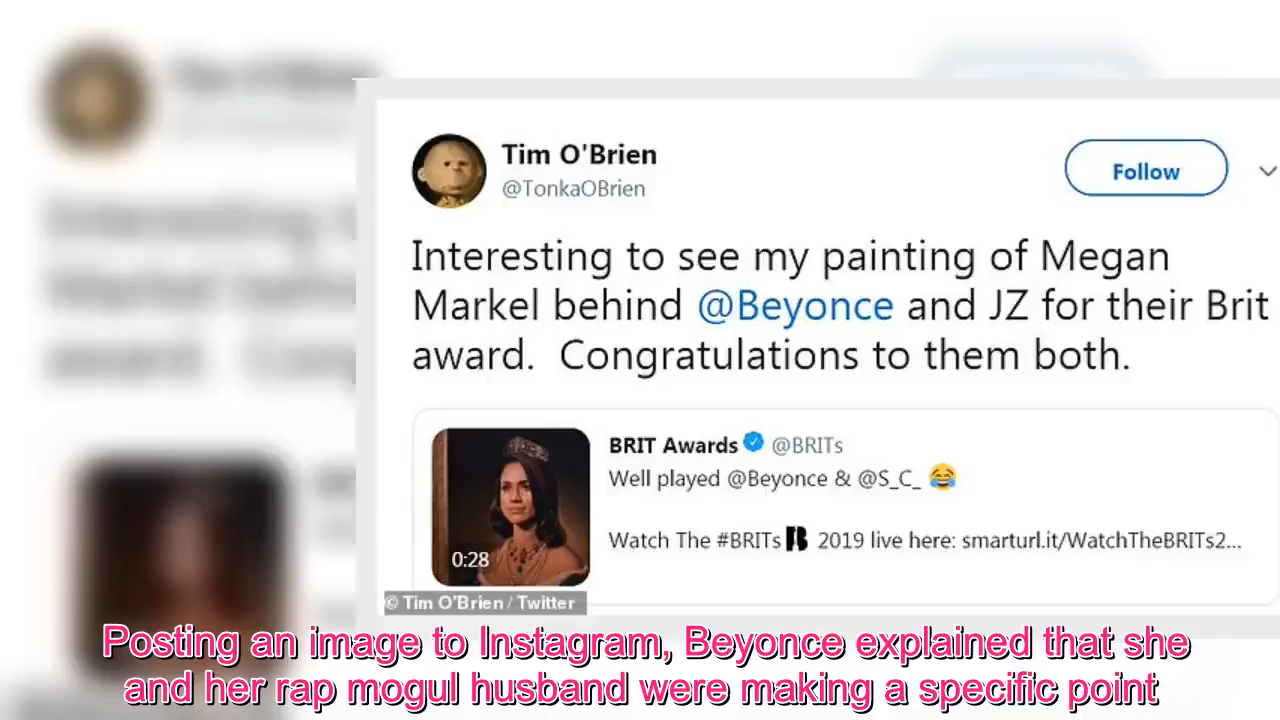 Tim O'Brien
@TonkaOBrien
Follow
Interesting to see my painting of Megan
Markel behind @Beyonce and JZ for their Brit
award.  Congratulations to them both.
BRIT Awards @BRITs
Well played @Beyonce & @S_C_ 😂
Watch The #BRITs 2019 live here: smarturl.it/WatchTheBRITs2...
0:28
© Tim O'Brien / Twitter
Posting an image to Instagram, Beyonce explained that she
and her rap mogul husband were making a specific point